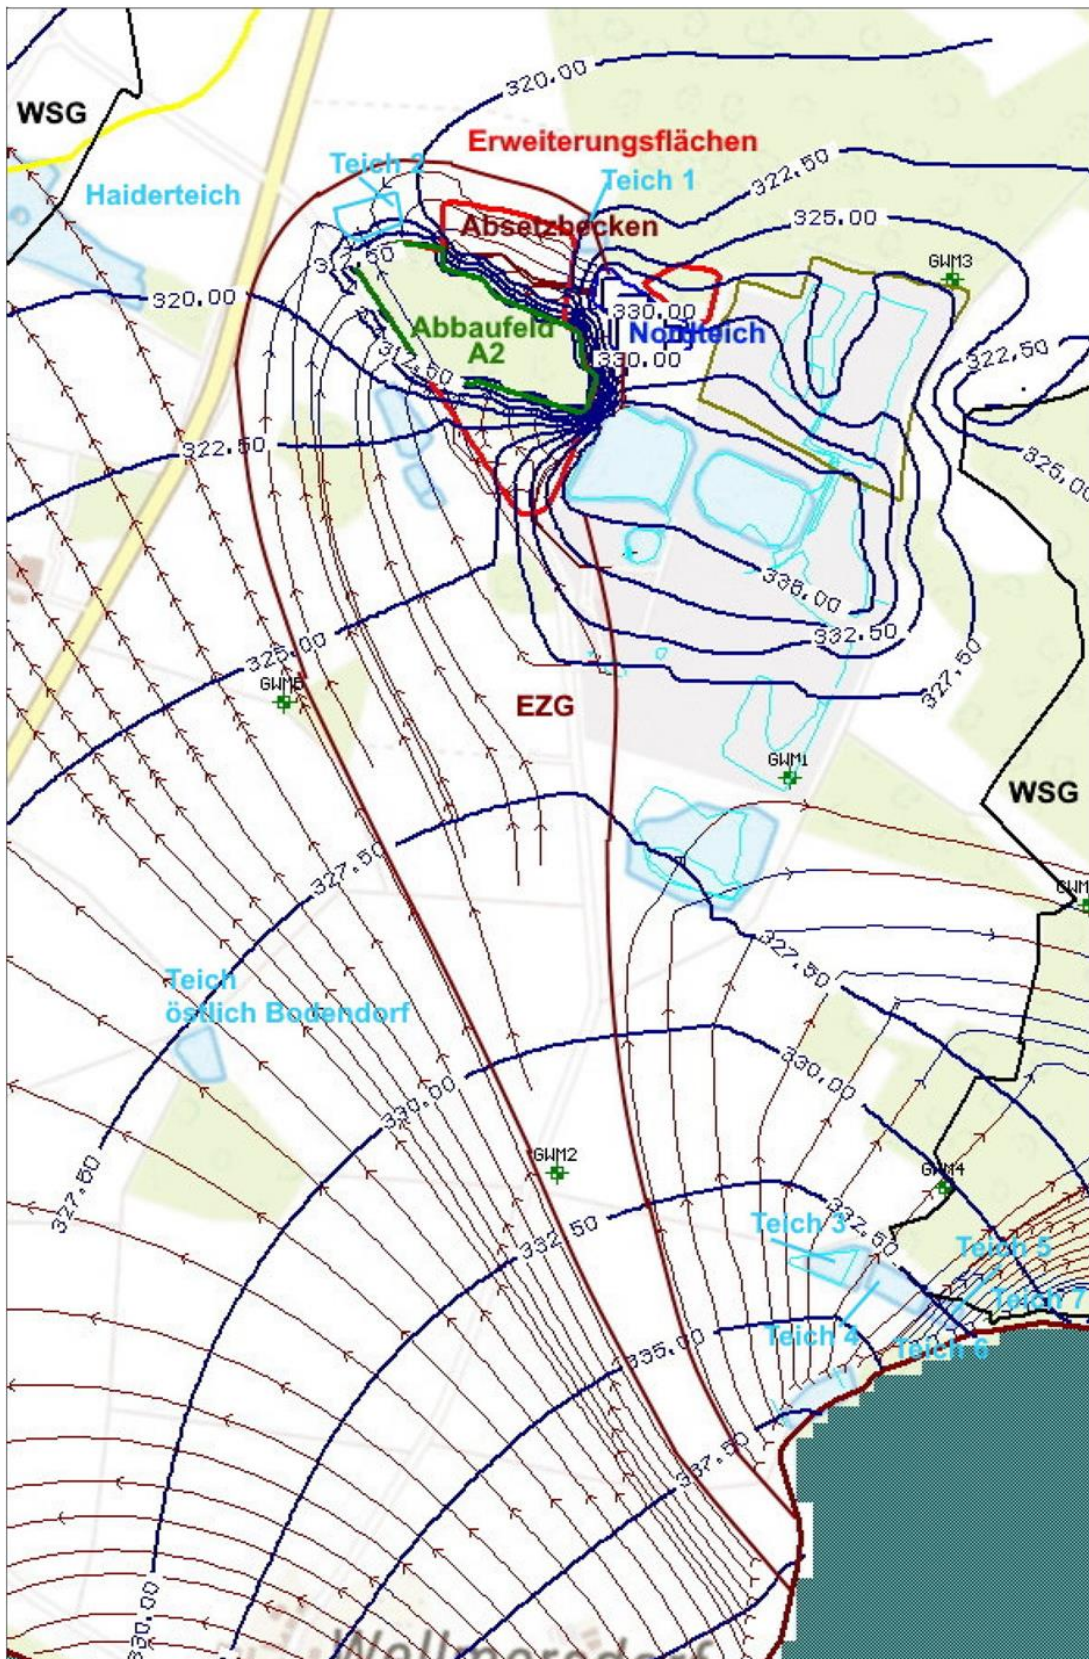 320.00
WSG
Erweiterungsflächen
Teich 2
Teich 1
322.50
Haiderteich
325.00
Absetzbecken
317.50
GWM3
320.00
330.00
Abbaufeld
A2
Nordteich
330.00
322.50
322.50
325.00
335.00
332.50
325.00
327.50
GWM5
EZG
GWM1
WSG
327.50
327.50
Teich
östlich Bodendorf
330.00
330.00
GWM2
GWM4
327.50
332.50
332.50
Teich 3
Teich 5
Teich 7
Teich 4
Teich 6
335.00
337.50
330.00
Wallmersdorf